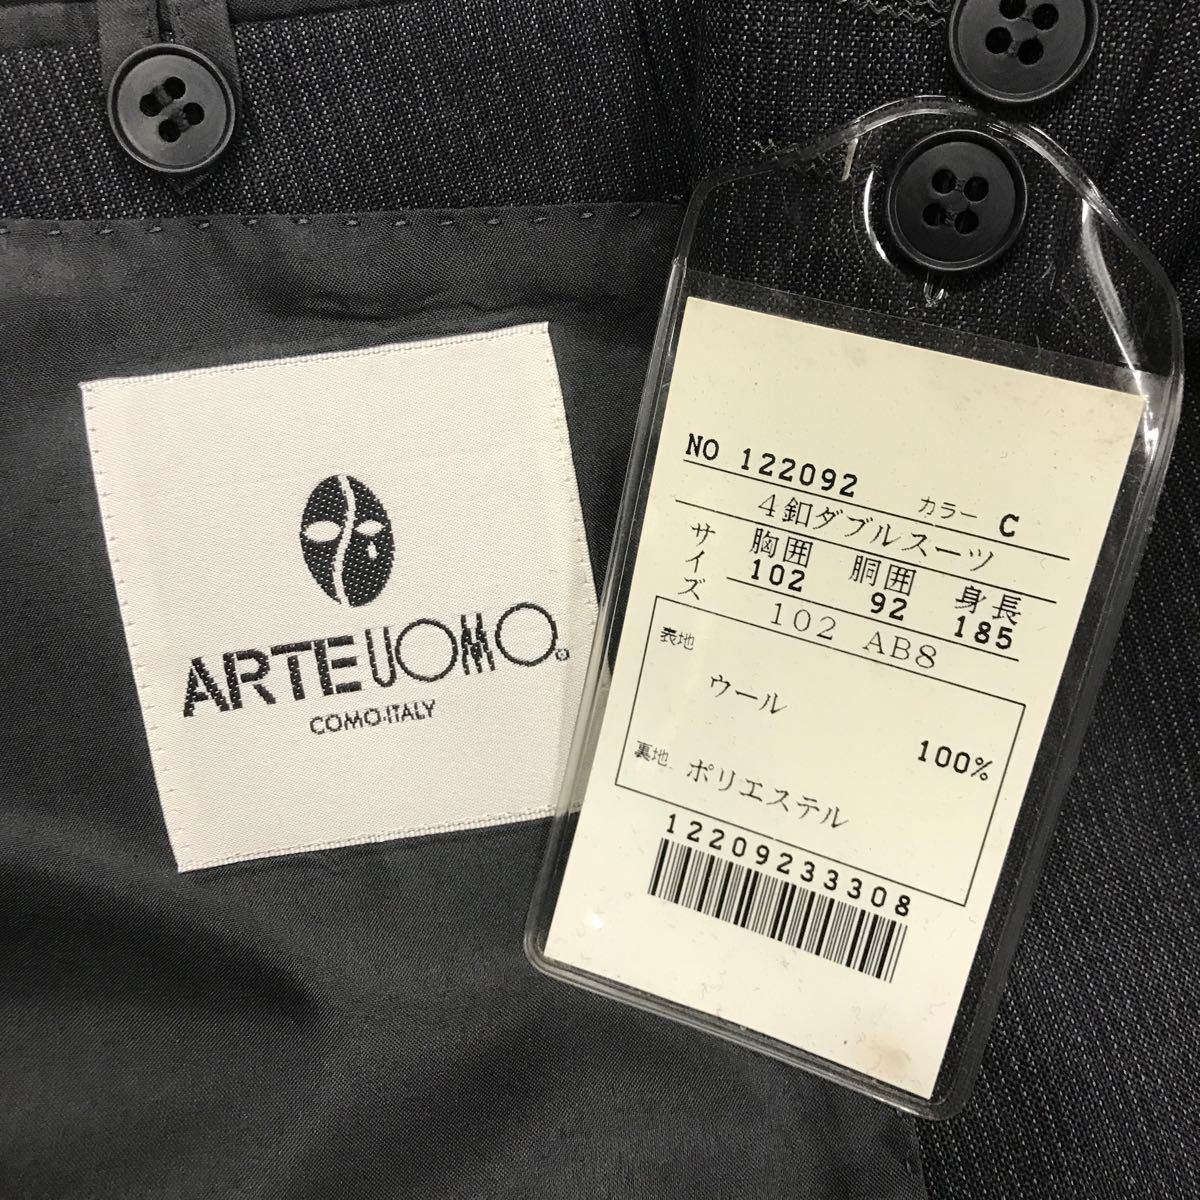 ARTEUOMO®
COMO·ITALY
NO 122092 カラー C
4釦ダブルスーツ
サイズ 胸囲 胴囲 身長
102 92 185
102 AB8
表地
ウール
100%
裏地 ポリエステル
12209233308